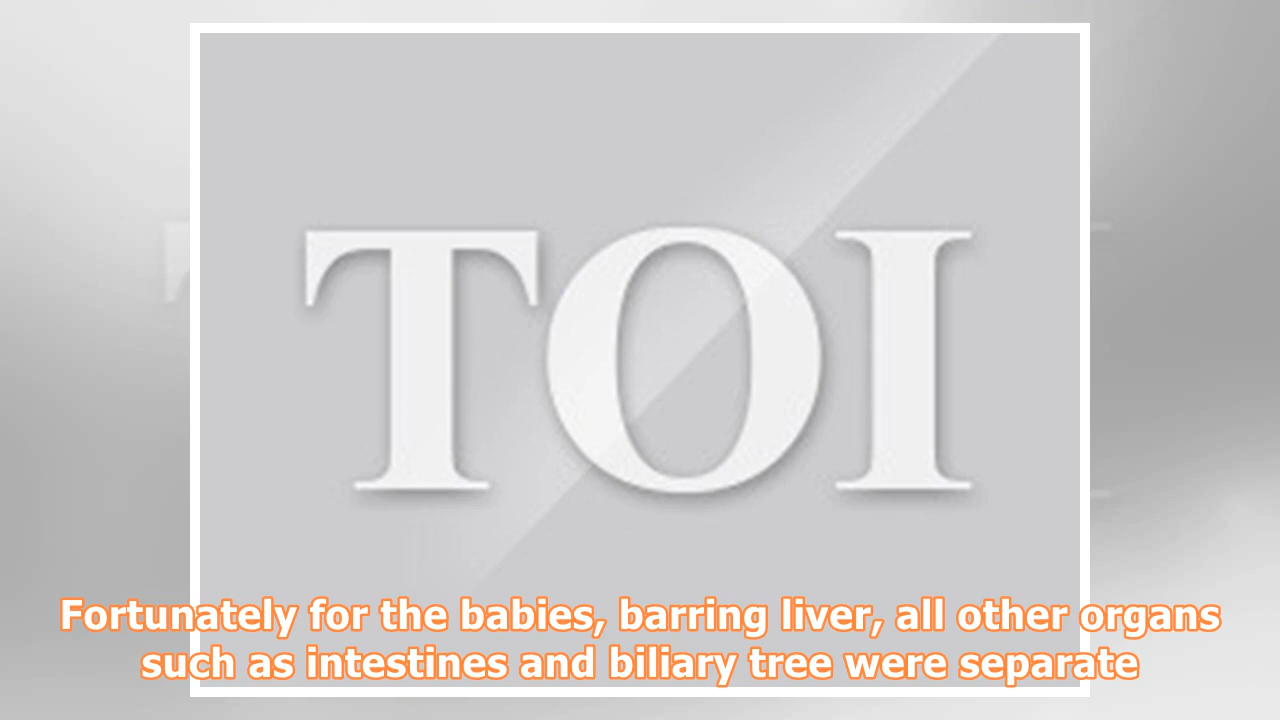 TOI
Fortunately for the babies, barring liver, all other organs
such as intestines and biliary tree were separate